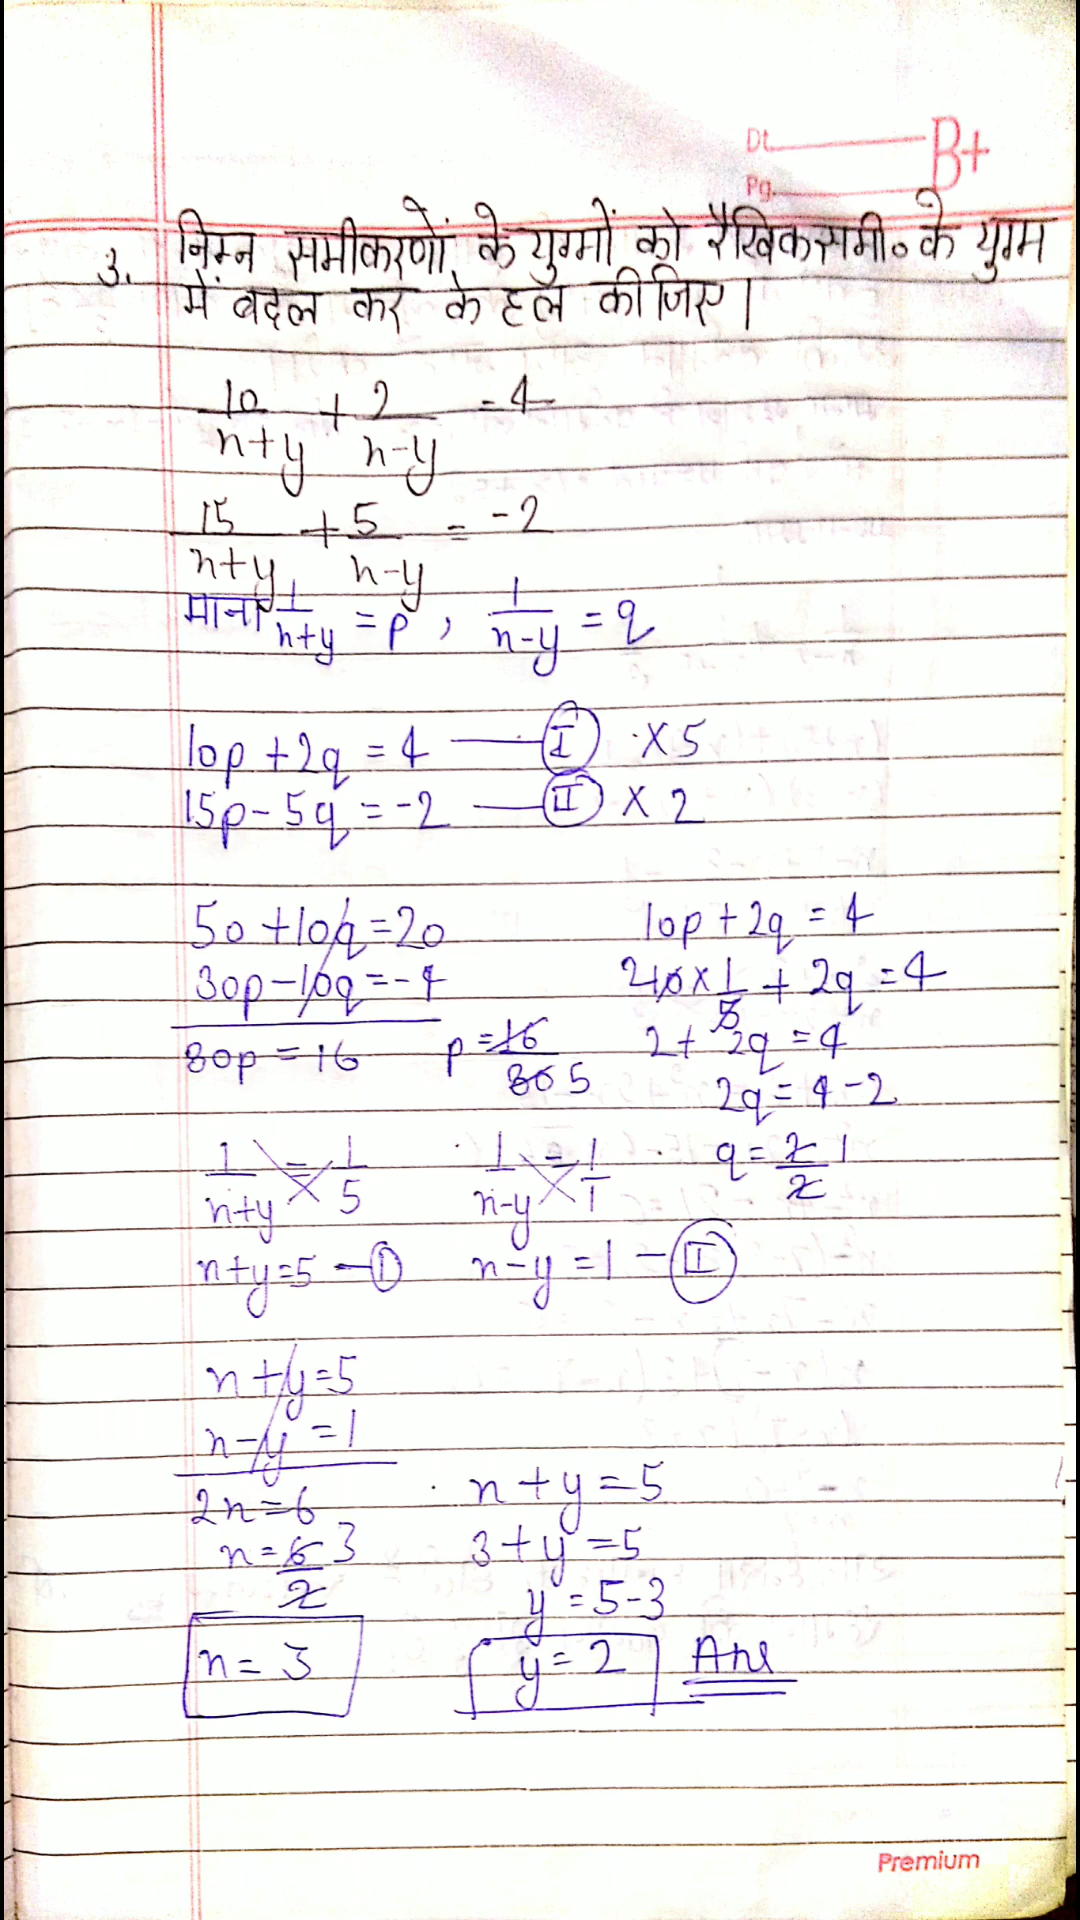 Dt.
B+
Pg.
3. निम्न समीकरणों के युग्मों को रैखिक समी० के युग्म
में बदल कर के हल कीजिए।
10/n+y + 2/n-y = 4
15/n+y + 5/n-y = -2
माना 1/n+y = p, 1/n-y = q
10p + 2q = 4 — I ×5
15p - 5q = -2 — II × 2
50 + 10q = 20
30p - 10q = -4
80p = 16 p = 16/80 5
10p + 2q = 4
2 10 × 1/5 + 2q = 4
2 + 2q = 4
2q = 4 - 2
q = 2/2 1
1/n+y = 1/5 1/n-y = 1/1
n+y = 5 — I n-y = 1 — II
n+y = 5
n-y = 1
2n = 6
n = 6/2 3
n = 3
n + y = 5
3 + y = 5
y = 5-3
y = 2 Ans
Premium